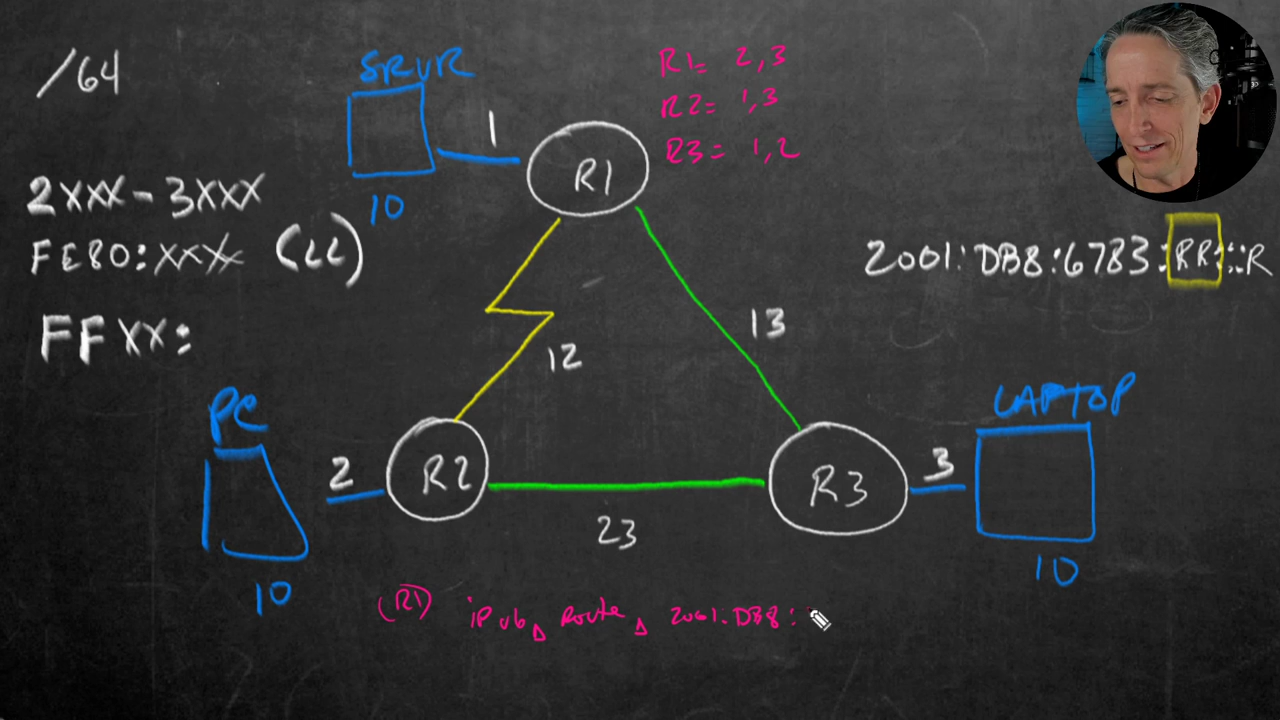 /64
SRVR
1
R1
10
R1= 2,3
R2= 1,3
R3= 1,2
2XXX-3XXX
FE80:XXX (LL)
FFXX:
2001:DB8:6783:RR:::R
12
13
PC
2
R2
10
23
R3
3
LAPTOP
10
(R1) ipv6 route 2001:DB8: